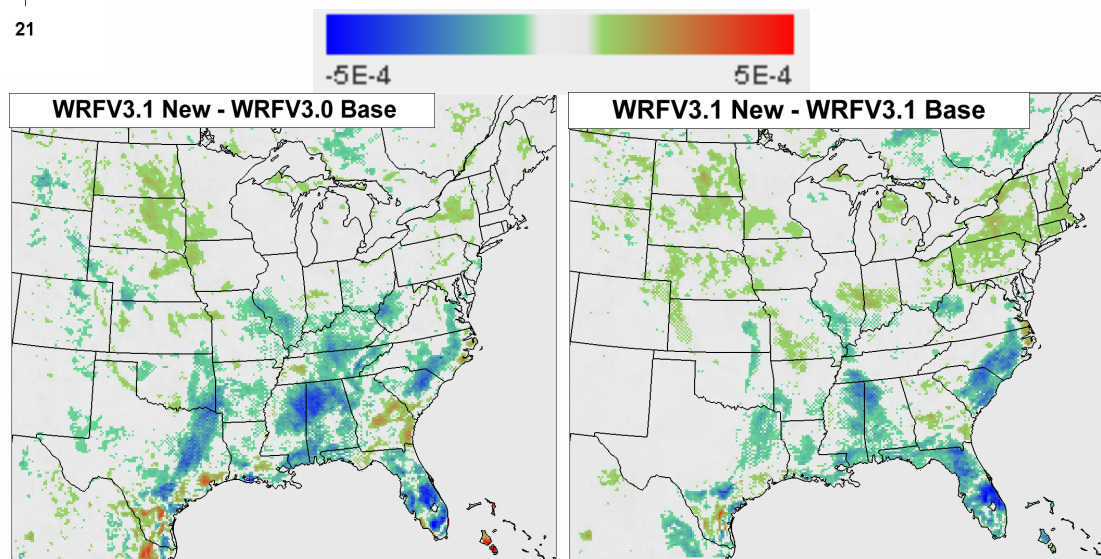 21
-5E-4 5E-4
WRFV3.1 New - WRFV3.0 Base
WRFV3.1 New - WRFV3.1 Base